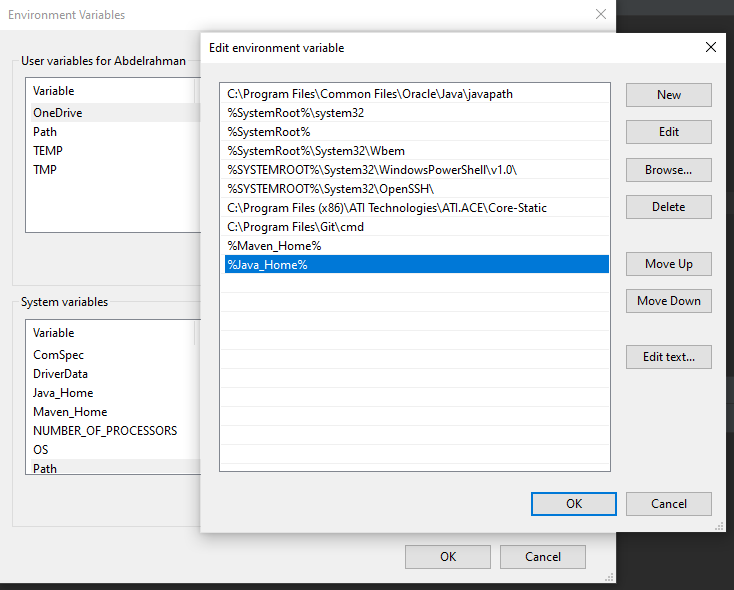 Environment Variables
User variables for Abdelrahman
Variable
OneDrive
Path
TEMP
TMP
System variables
Variable
ComSpec
DriverData
Java_Home
Maven_Home
NUMBER_OF_PROCESSORS
OS
Path
OK
Cancel
Edit environment variable
C:\Program Files\Common Files\Oracle\Java\javapath
%SystemRoot%\system32
%SystemRoot%
%SystemRoot%\System32\Wbem
%SYSTEMROOT%\System32\WindowsPowerShell\v1.0\
%SYSTEMROOT%\System32\OpenSSH\
C:\Program Files (x86)\ATI Technologies\ATI.ACE\Core-Static
C:\Program Files\Git\cmd
%Maven_Home%
%Java_Home%
New
Edit
Browse...
Delete
Move Up
Move Down
Edit text...
OK
Cancel